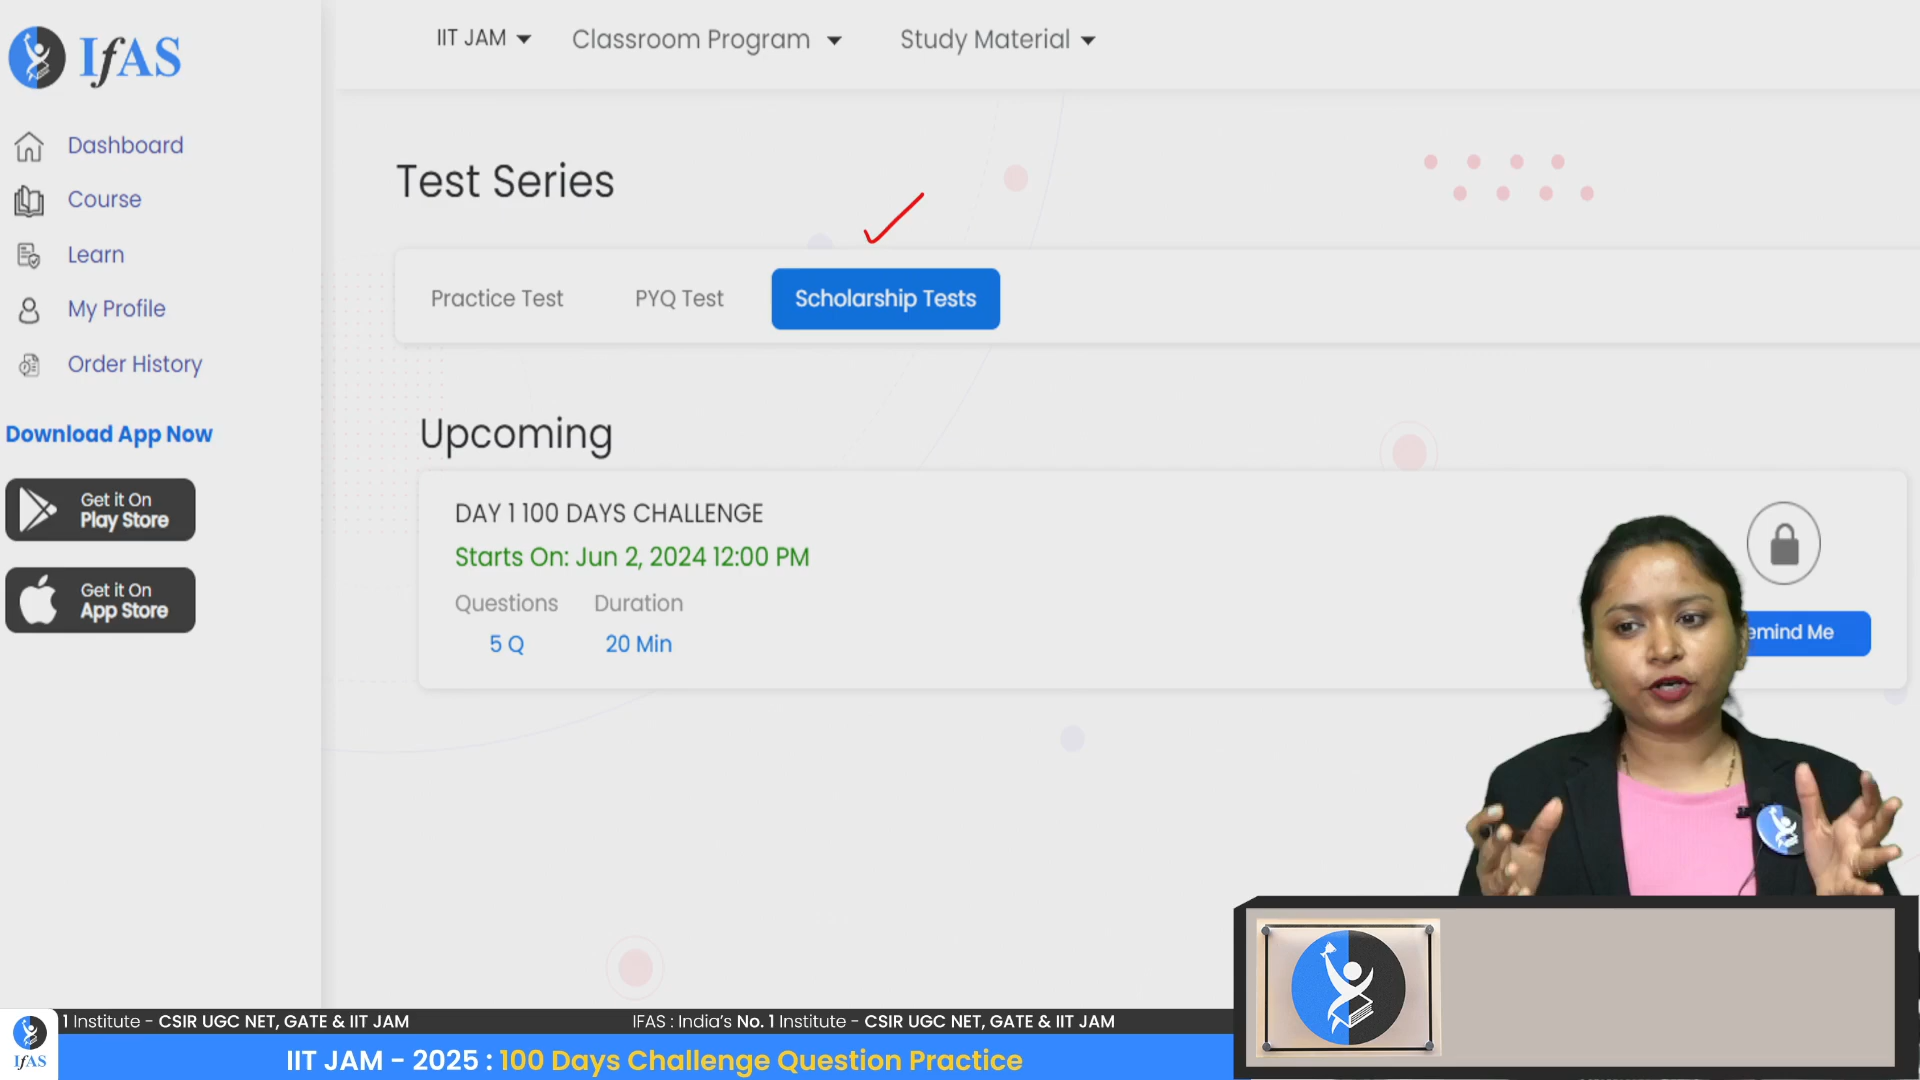 IfAS
IIT JAM
Classroom Program
Study Material
Dashboard
Course
Learn
My Profile
Order History
Download App Now
Get it On
Play Store
Get it On
App Store
Test Series
Practice Test
PYQ Test
Scholarship Tests
Upcoming
DAY 1 100 DAYS CHALLENGE
Starts On: Jun 2, 2024 12:00 PM
Questions
Duration
5 Q
20 Min
emind Me
1 Institute - CSIR UGC NET, GATE & IIT JAM
IFAS : India's No. 1 Institute - CSIR UGC NET, GATE & IIT JAM
IfAS
IIT JAM - 2025 : 100 Days Challenge Question Practice